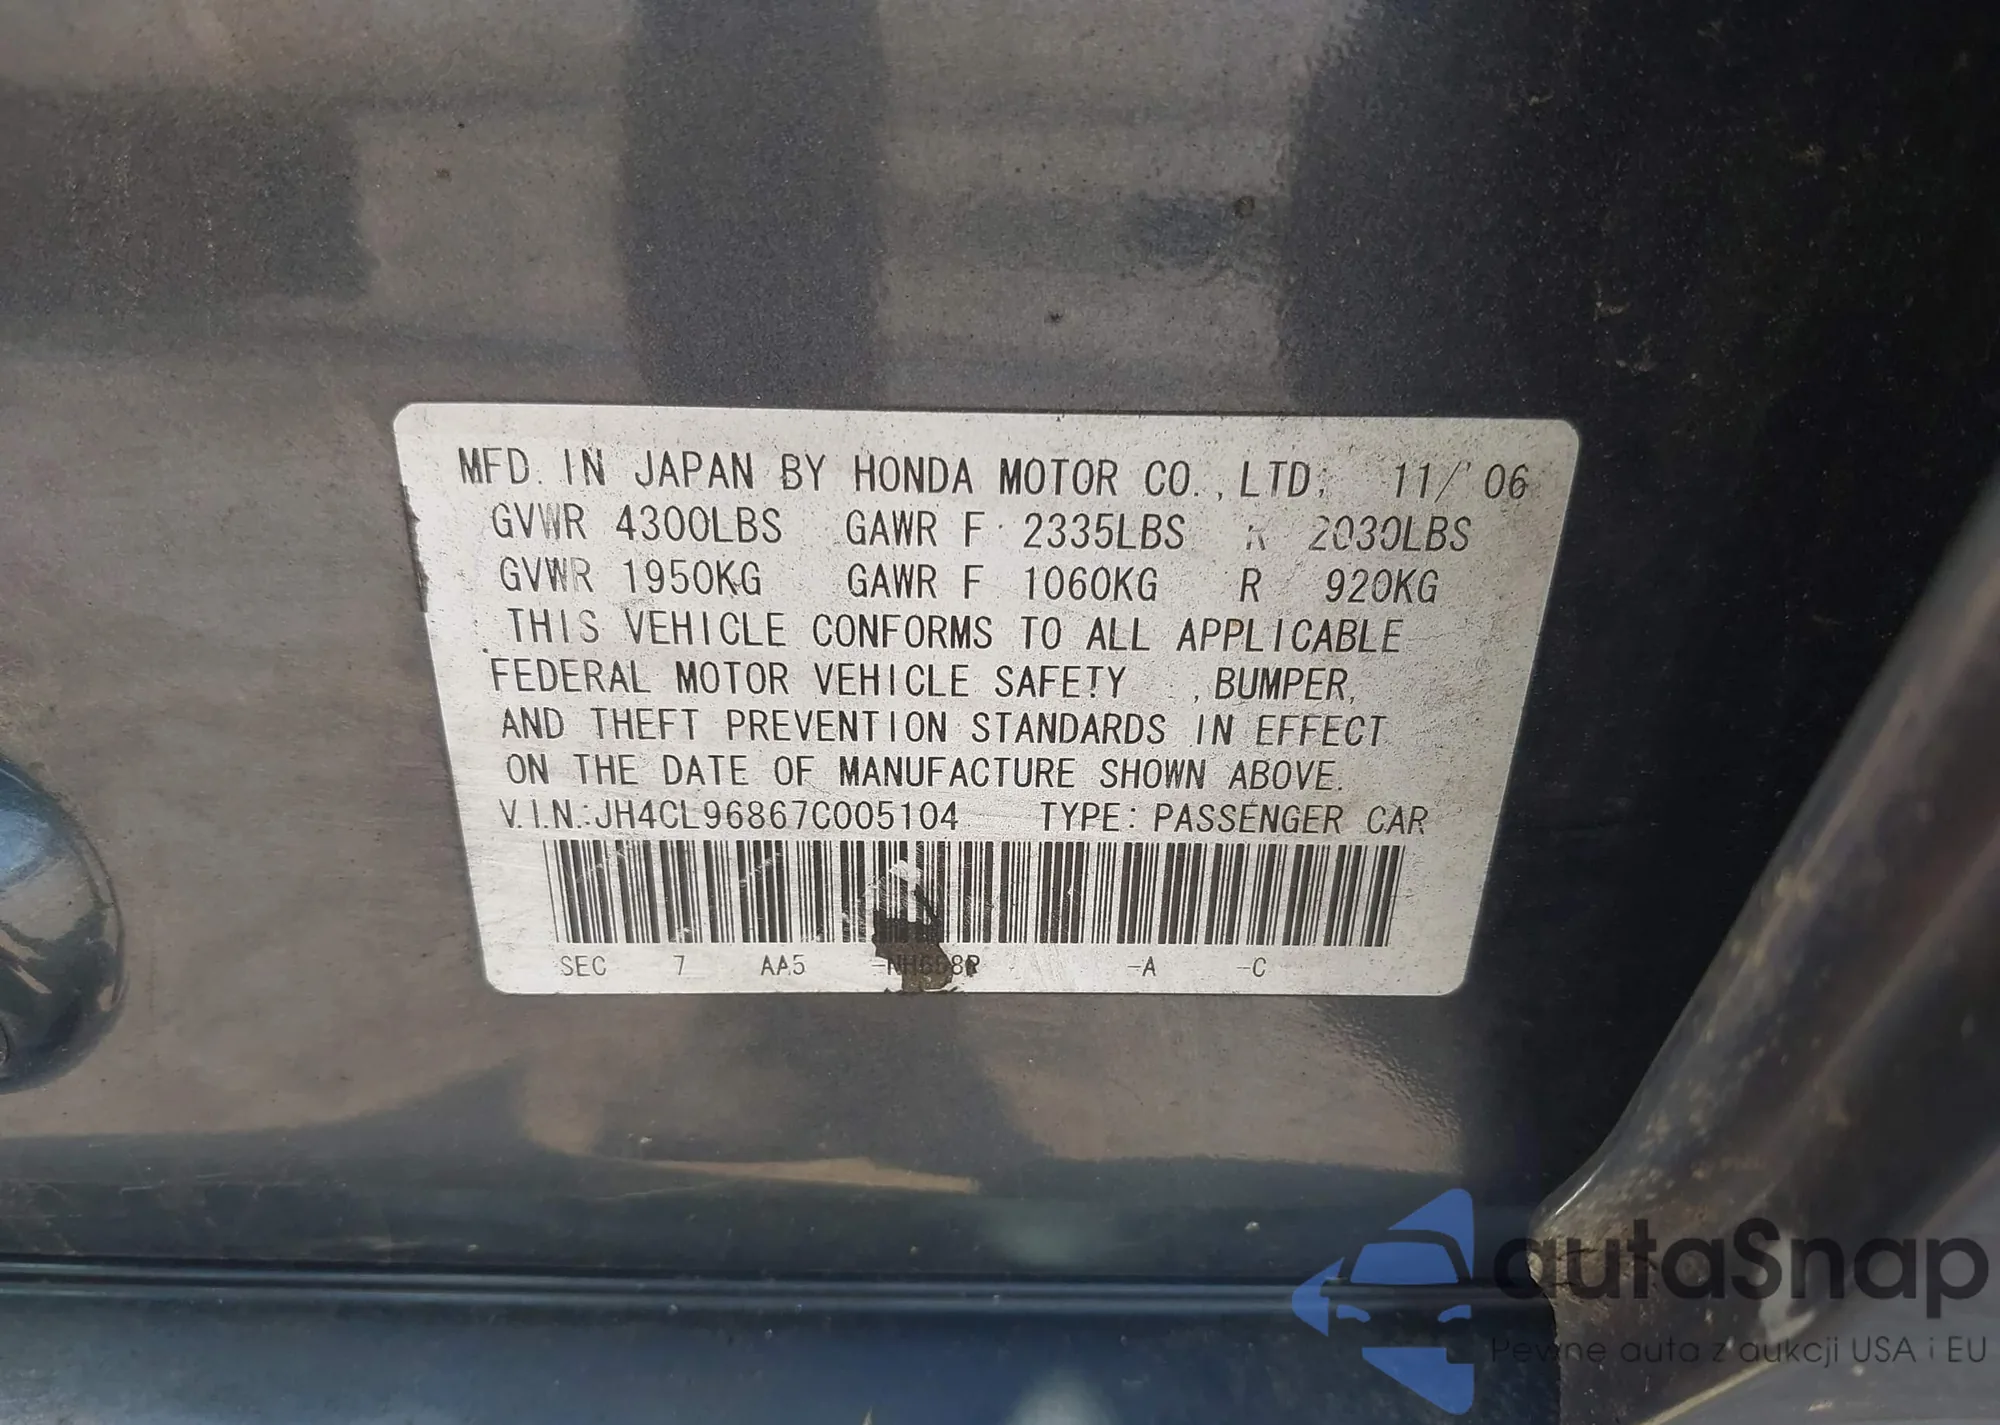 MFD. IN JAPAN BY HONDA MOTOR CO., LTD. 11/'06
GVWR 4300LBS GAWR F 2335LBS R 2030LBS
GVWR 1950KG GAWR F 1060KG R 920KG
THIS VEHICLE CONFORMS TO ALL APPLICABLE
FEDERAL MOTOR VEHICLE SAFETY , BUMPER,
AND THEFT PREVENTION STANDARDS IN EFFECT
ON THE DATE OF MANUFACTURE SHOWN ABOVE.
V.I.N.:JH4CL96867C005104 TYPE: PASSENGER CAR
SEC 7 AA5 -A -C
autaSnap
Pewne auta z aukcji USA i EU